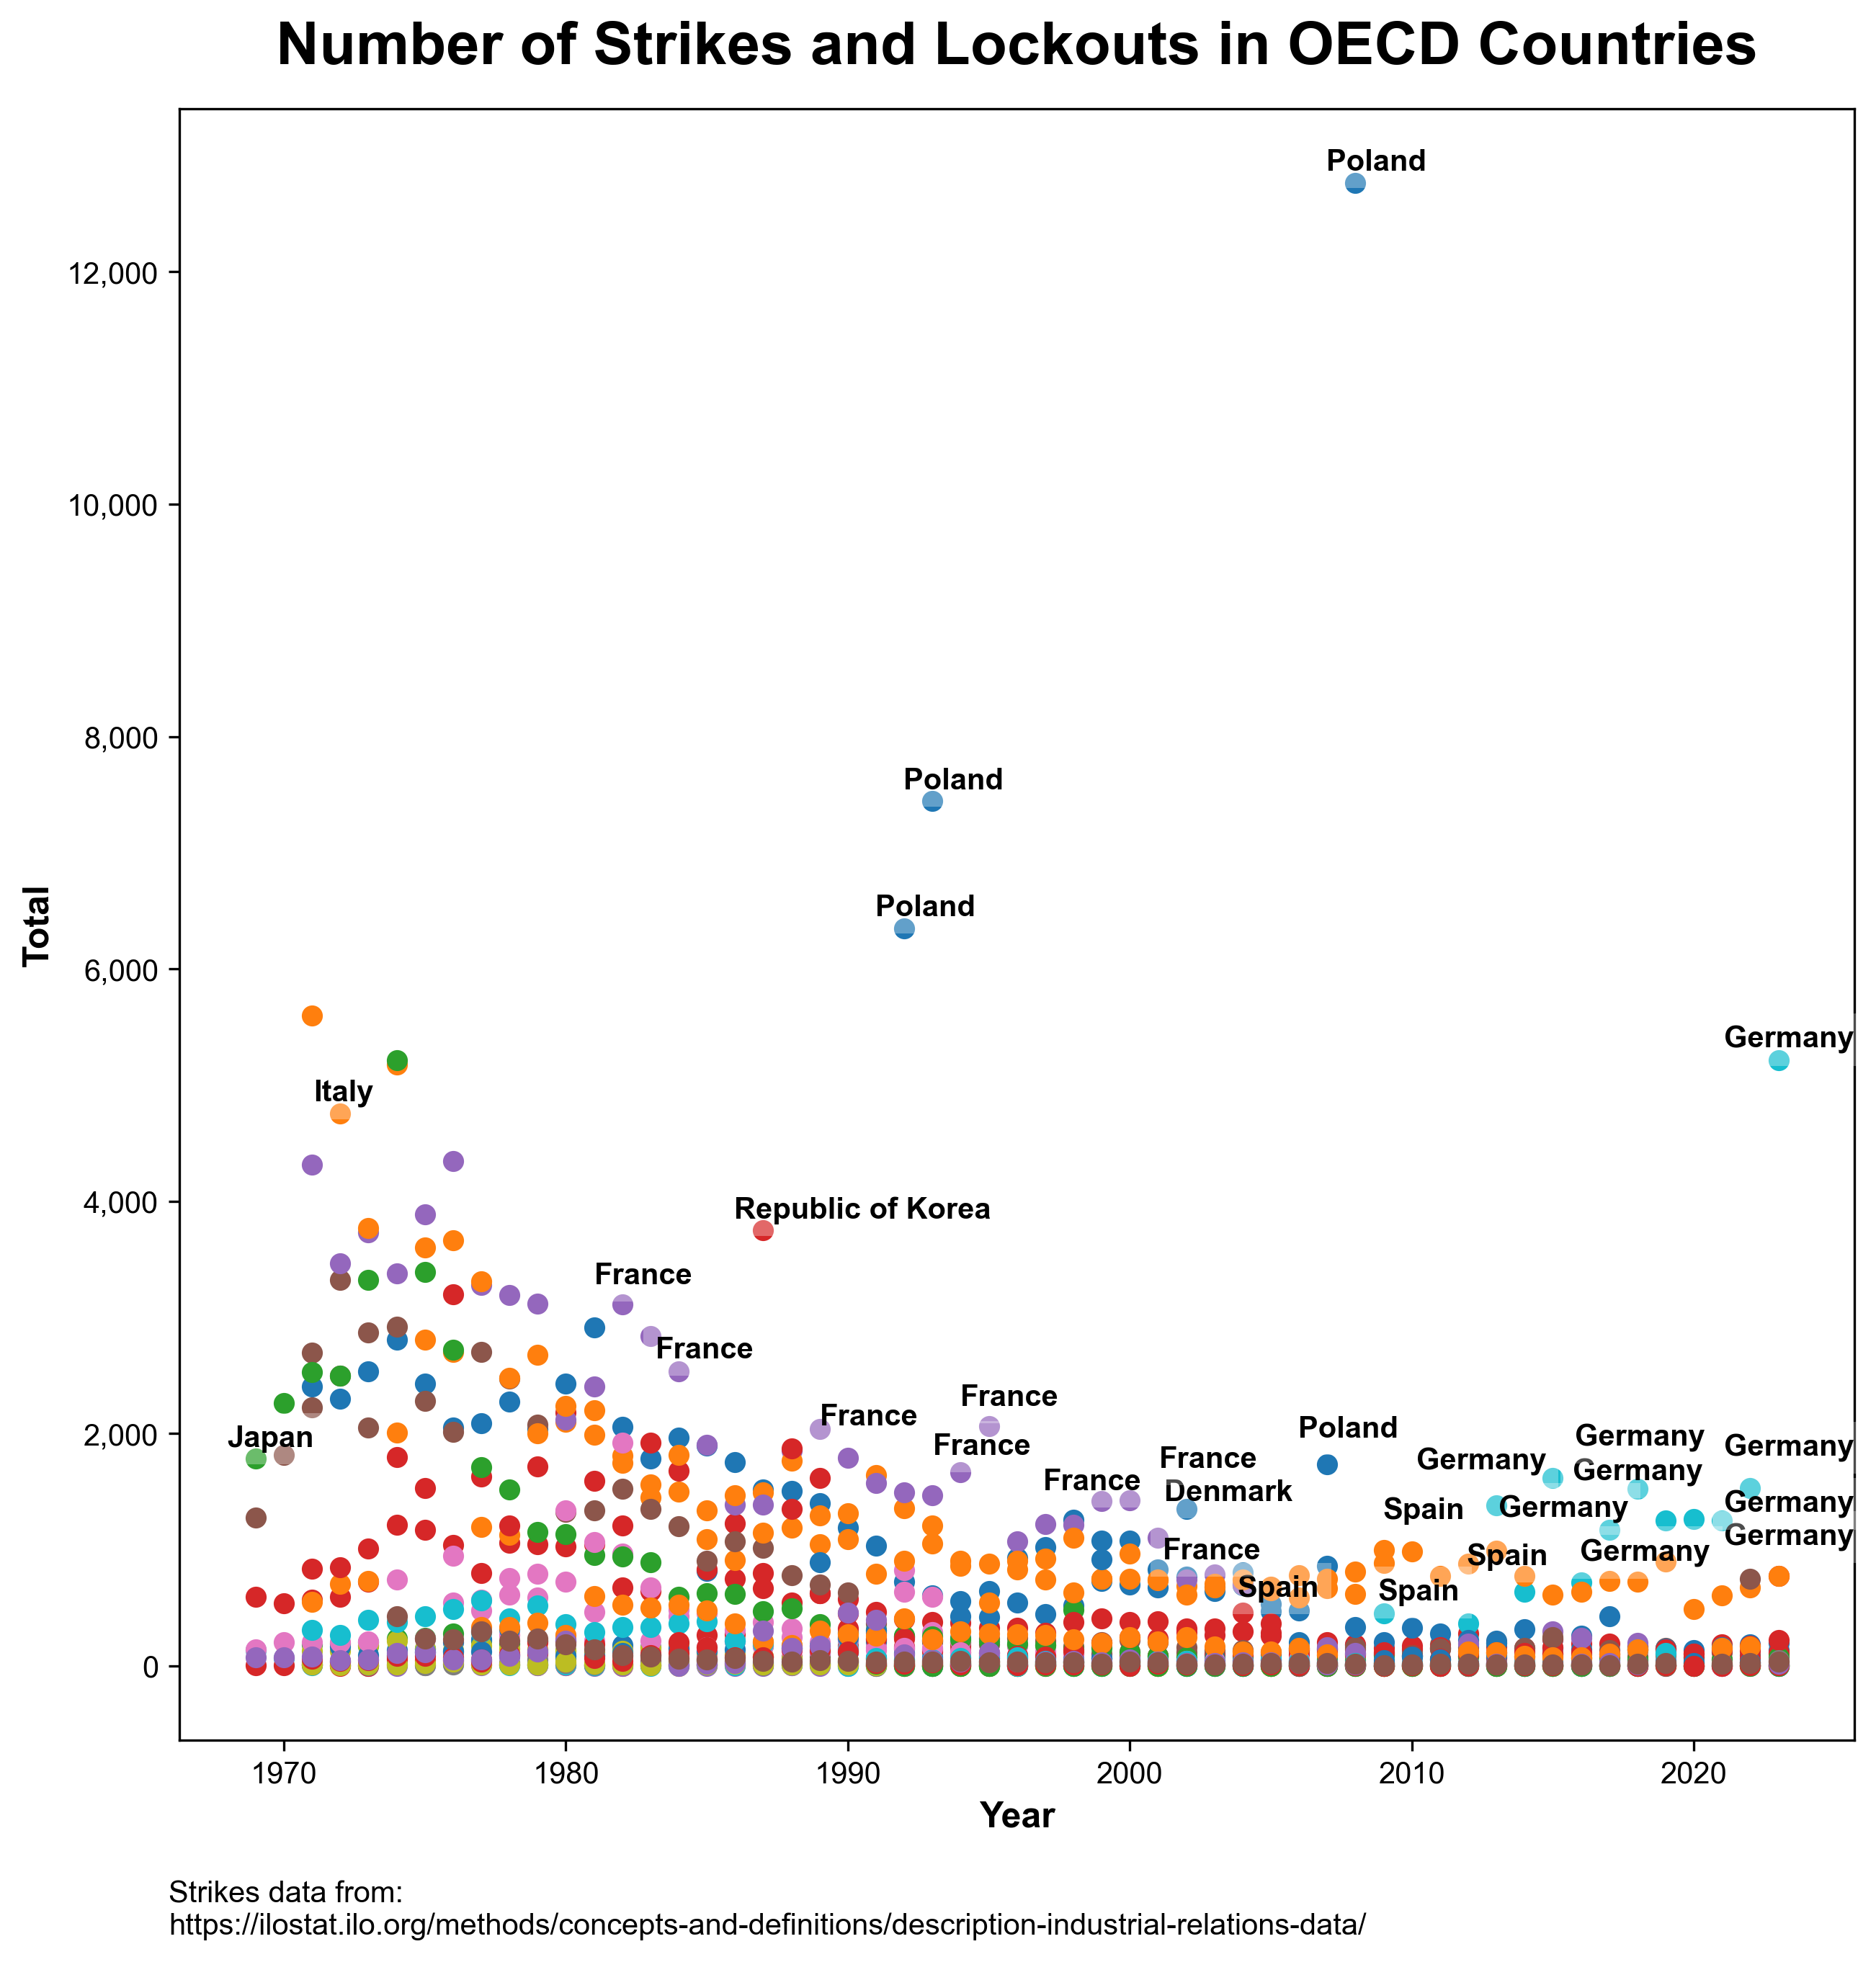 Number of Strikes and Lockouts in OECD Countries
Poland
12,000
10,000
8,000
Poland
Poland
Total
6,000
Germany
Italy
4,000
Republic of Korea
France
France
France
France
Poland
Japan
2,000
France
Germany
Germany
France
Germany
Germany
France
Denmark
Germany
Spain
Germany
Germany
France
Spain
Germany
Spain
Spain
0
1970
1980
1990
2000
2010
2020
Year
Strikes data from:
https://ilostat.ilo.org/methods/concepts-and-definitions/description-industrial-relations-data/